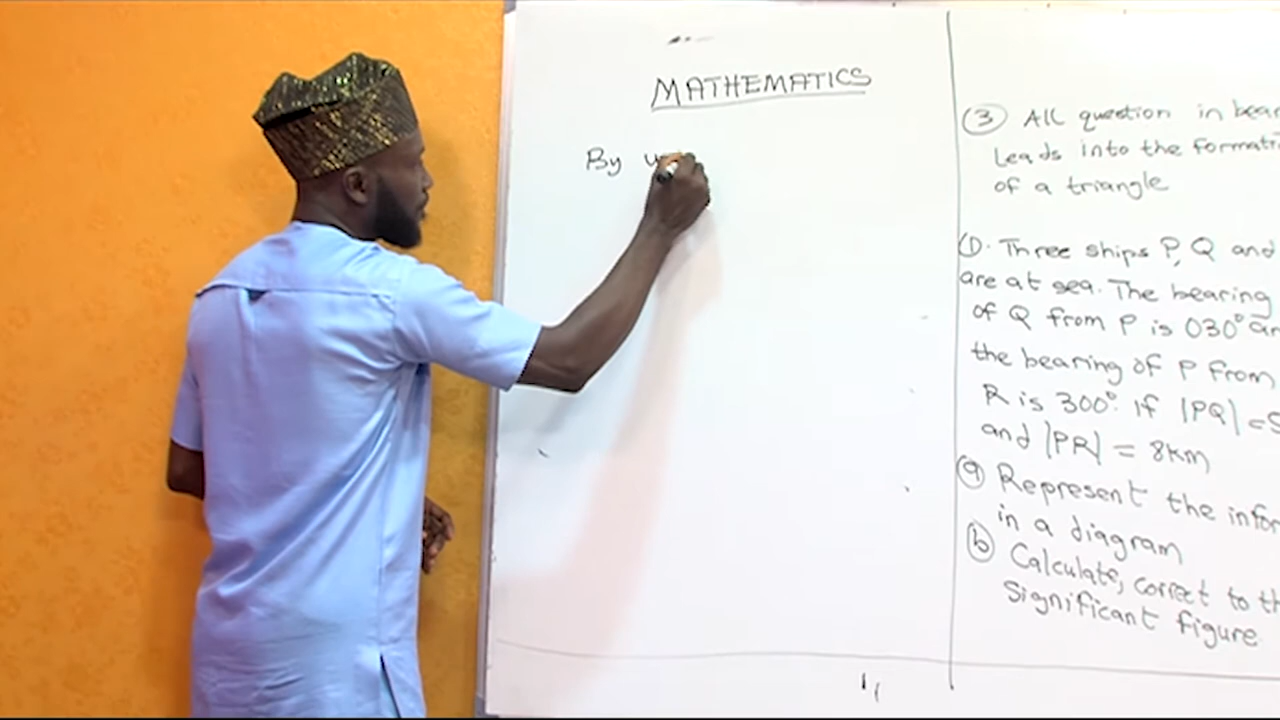 MATHEMATICS
By
③ All question in bear
Leads into the formati
of a triangle
①. Three ships P, Q and
are at sea. The bearing
of Q from P is 030° an
the bearing of P from
R is 300°. If |PQ| = 5
and |PR| = 8km
ⓐ Represent the infor
in a diagram
ⓑ Calculate, correct to th
significant figure